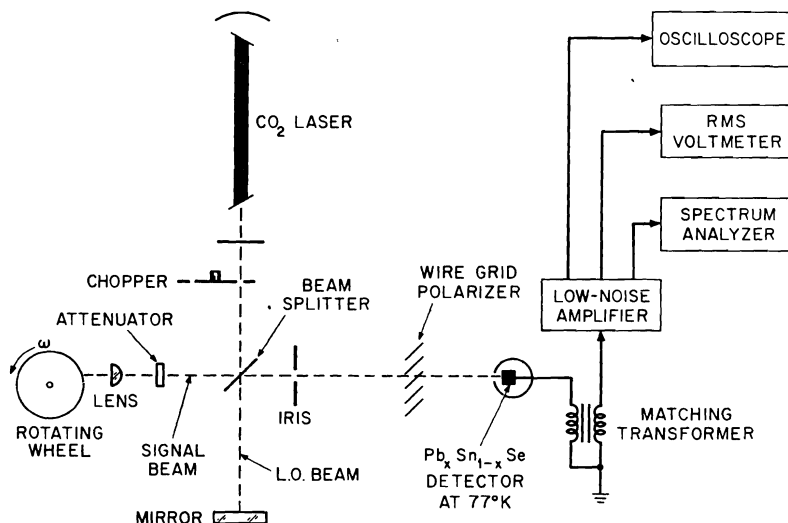 OSCILLOSCOPE
CO₂ LASER
RMS
VOLTMETER
SPECTRUM
ANALYZER
CHOPPER
BEAM
SPLITTER
WIRE GRID
POLARIZER
LOW-NOISE
AMPLIFIER
ATTENUATOR
ω
LENS
IRIS
ROTATING
WHEEL
SIGNAL
BEAM
L.O. BEAM
MATCHING
TRANSFORMER
PbₓSn₁₋ₓSe
DETECTOR
AT 77°K
MIRROR